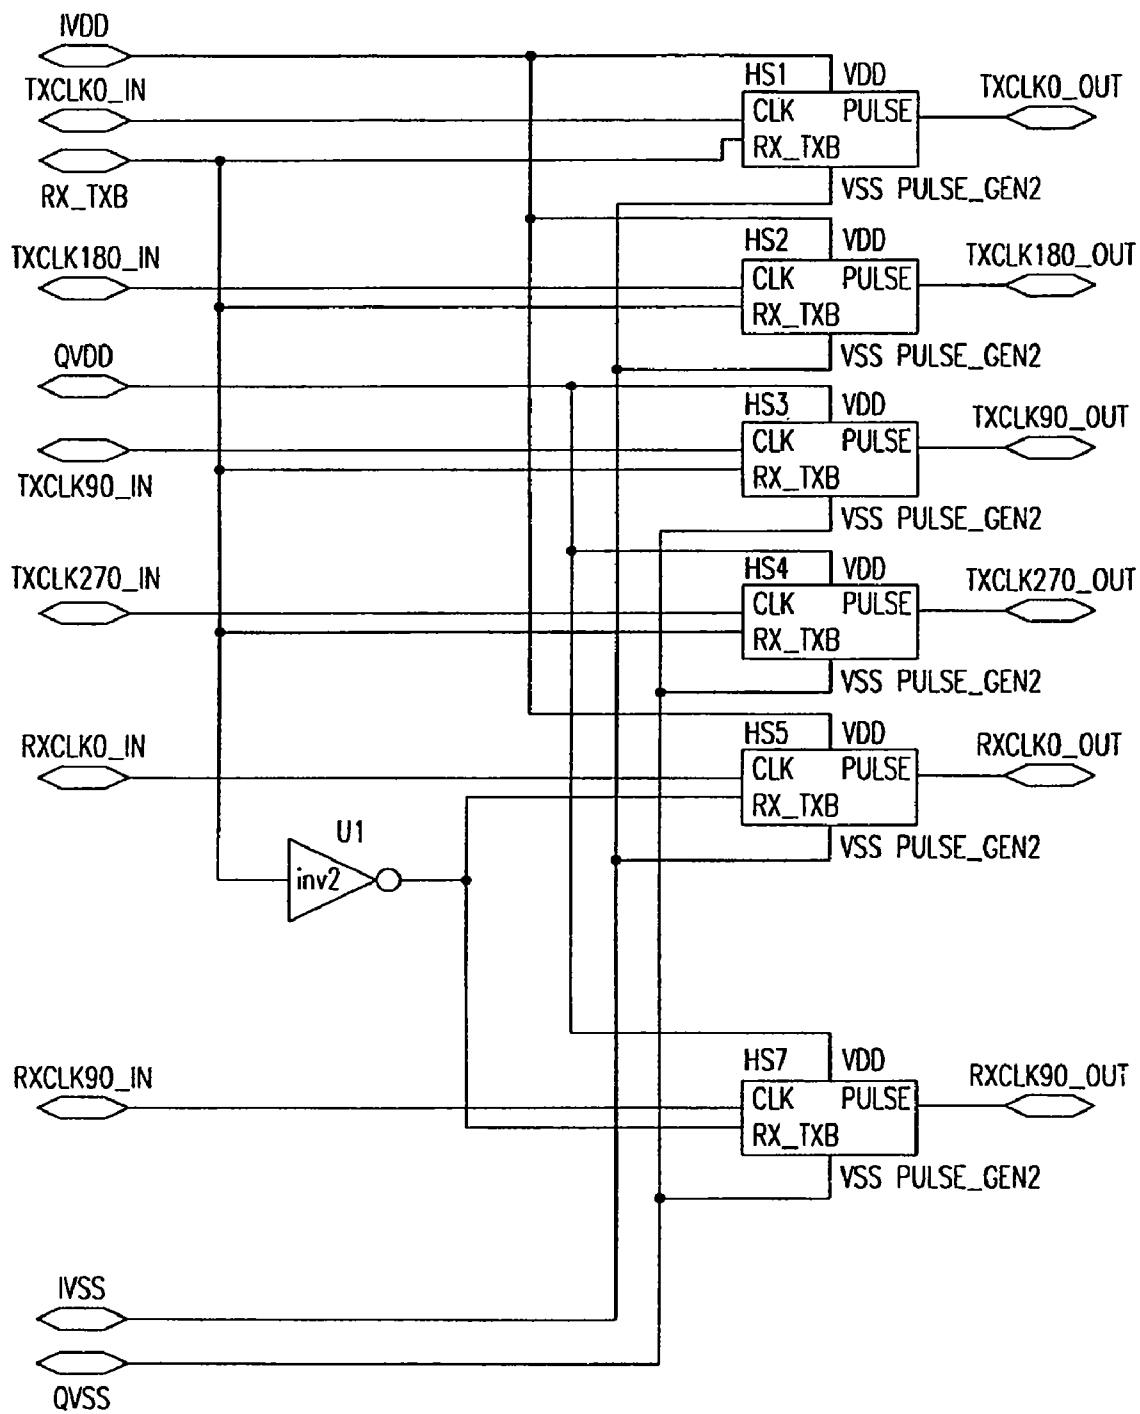 IVDD
TXCLK0_IN
RX_TXB
HS1 VDD
CLK PULSE
RX_TXB
VSS PULSE_GEN2
TXCLK0_OUT
TXCLK180_IN
HS2 VDD
CLK PULSE
RX_TXB
VSS PULSE_GEN2
TXCLK180_OUT
QVDD
TXCLK90_IN
HS3 VDD
CLK PULSE
RX_TXB
VSS PULSE_GEN2
TXCLK90_OUT
TXCLK270_IN
HS4 VDD
CLK PULSE
RX_TXB
VSS PULSE_GEN2
TXCLK270_OUT
RXCLK0_IN
HS5 VDD
CLK PULSE
RX_TXB
VSS PULSE_GEN2
RXCLK0_OUT
U1
inv2
RXCLK90_IN
HS7 VDD
CLK PULSE
RX_TXB
VSS PULSE_GEN2
RXCLK90_OUT
IVSS
QVSS